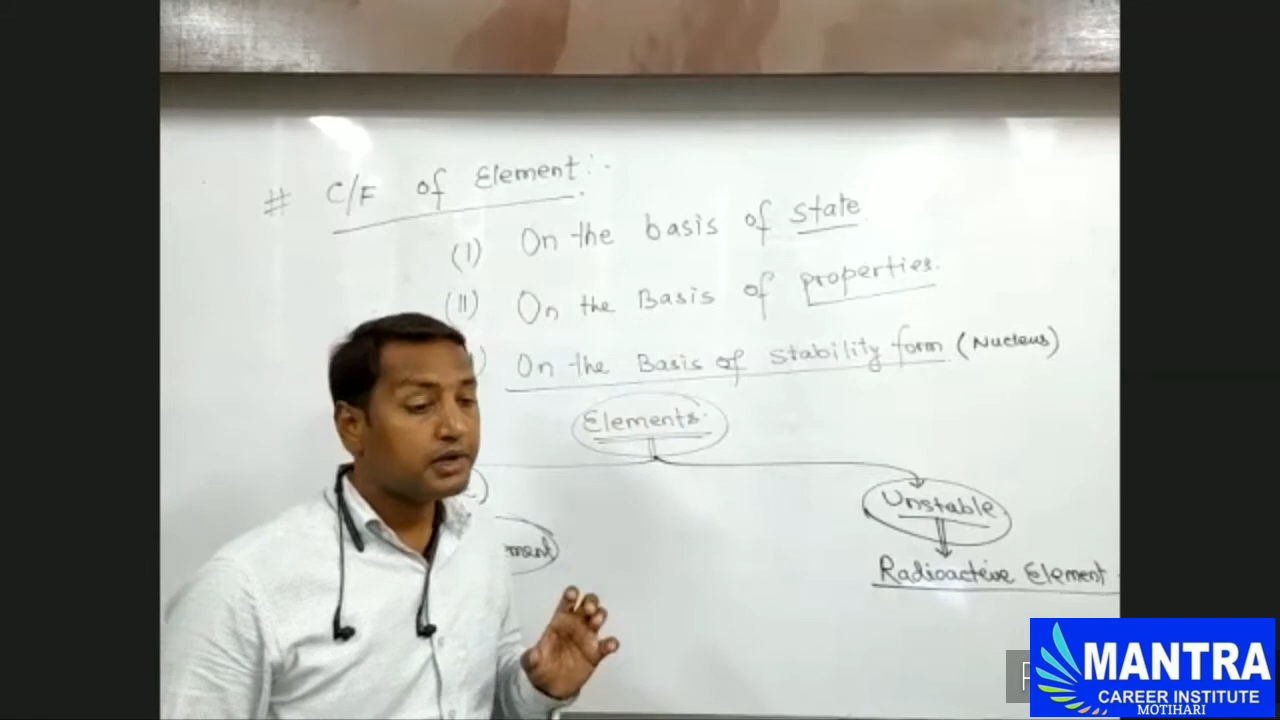 # C/F of Element:-
(I) On the basis of state
(II) On the Basis of properties.
) On the Basis of Stability form (Nucleus)
Elements.
Unstable
ement
Radioactive Element.
MANTRA
CAREER INSTITUTE
MOTIHARI